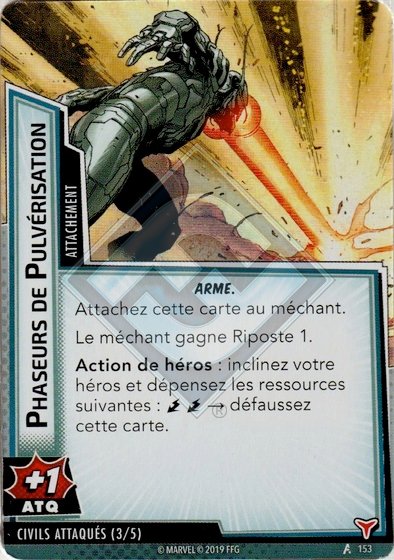 PHASEURS DE PULVÉRISATION
ATTACHEMENT
ARME.
Attachez cette carte au méchant.
Le méchant gagne Riposte 1.
Action de héros : inclinez votre
héros et dépensez les ressources
suivantes : → défaussez
cette carte.
+1
ATQ
CIVILS ATTAQUÉS (3/5)
© MARVEL © 2019 FFG
A 153